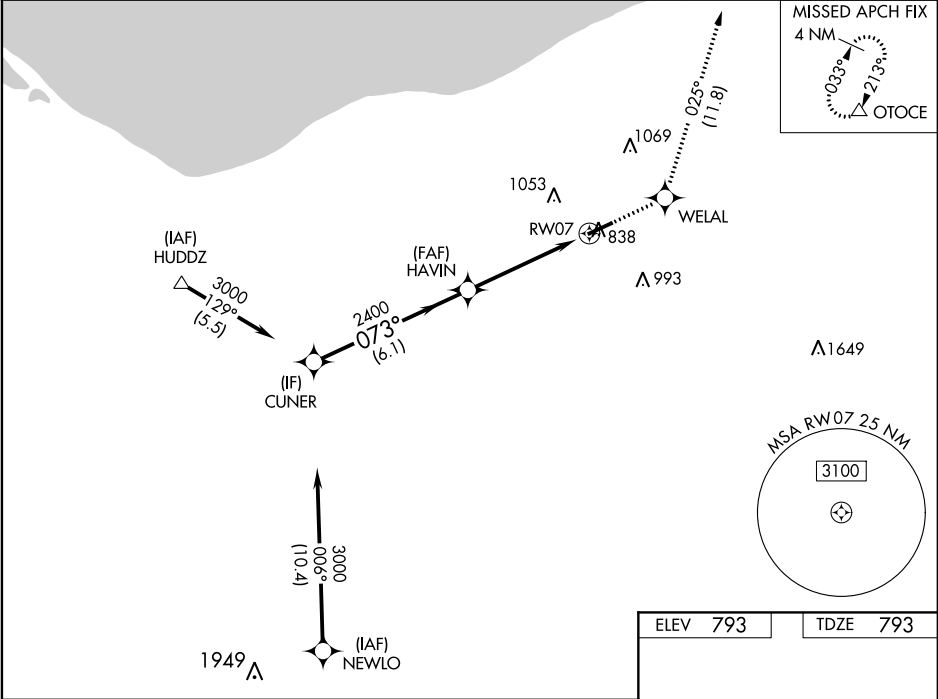 MISSED APCH FIX
4 NM
033°
213°
OTOCE
025°
(11.8)
1069
1053
WELAL
RW07
838
(IAF)
HUDDZ
(FAF)
HAVIN
993
3000
129°
(5.5)
2400
073°
(6.1)
1649
(IF)
CUNER
MSA RW07 25 NM
3100
3000
006°
(10.4)
(IAF)
NEWLO
1949
ELEV 793
TDZE 793